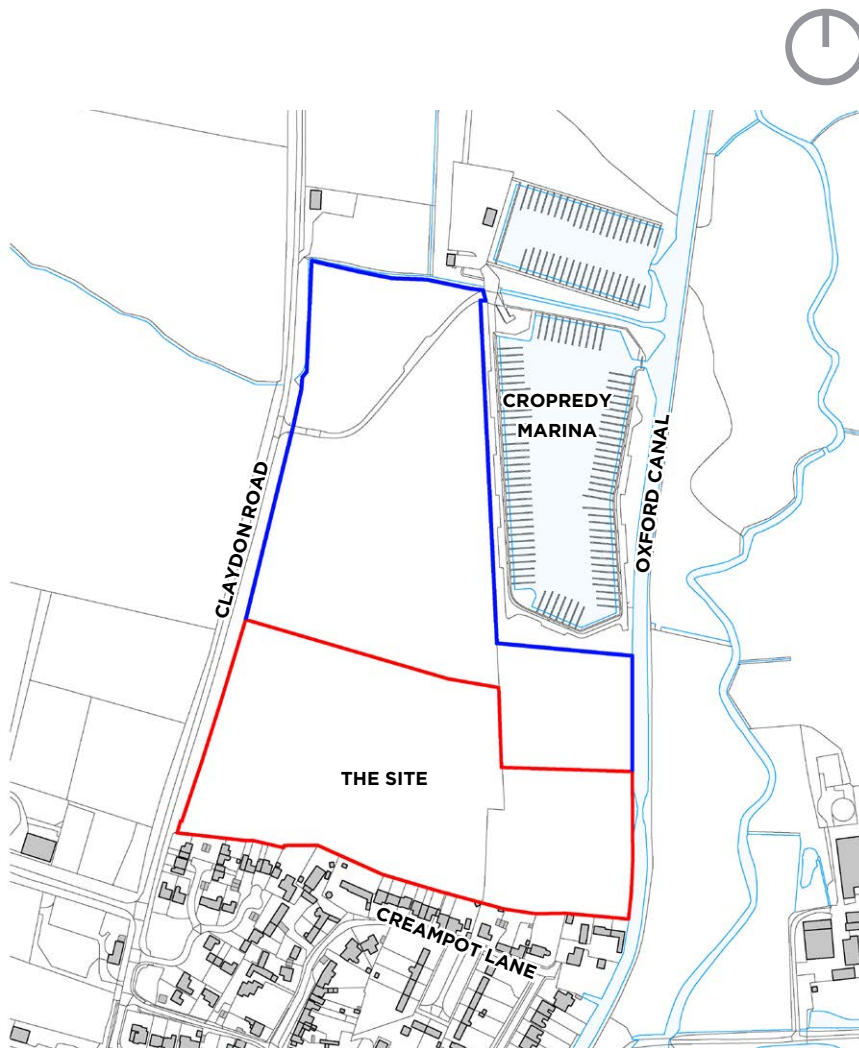 CROPREDY
MARINA
OXFORD CANAL
CLAYDON ROAD
THE SITE
CREAMPOT LANE